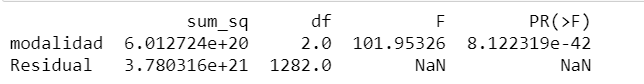 sum_sq df F PR(>F)
modalidad 6.012724e+20 2.0 101.95326 8.122319e-42
Residual 3.780316e+21 1282.0 NaN NaN